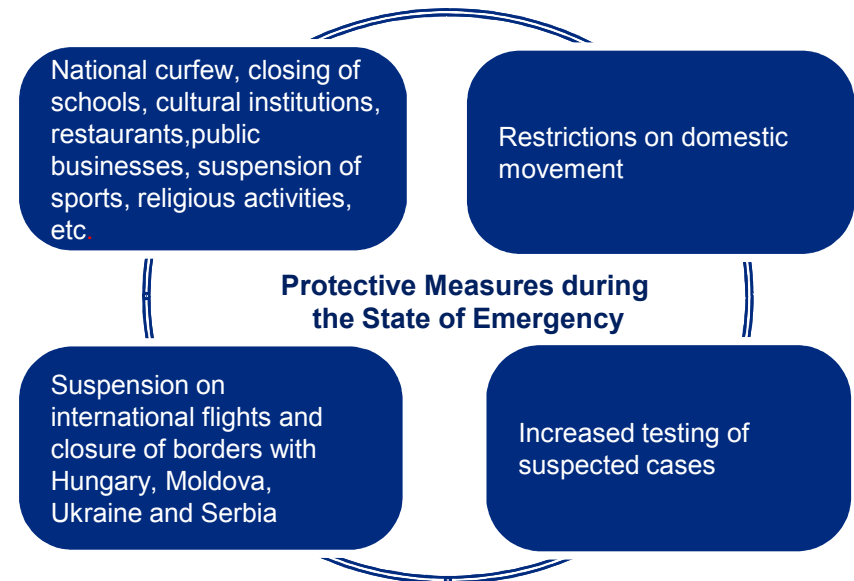 National curfew, closing of
schools, cultural institutions,
restaurants,public
businesses, suspension of
sports, religious activities,
etc.
Restrictions on domestic
movement
Protective Measures during
the State of Emergency
Suspension on
international flights and
closure of borders with
Hungary, Moldova,
Ukraine and Serbia
Increased testing of
suspected cases